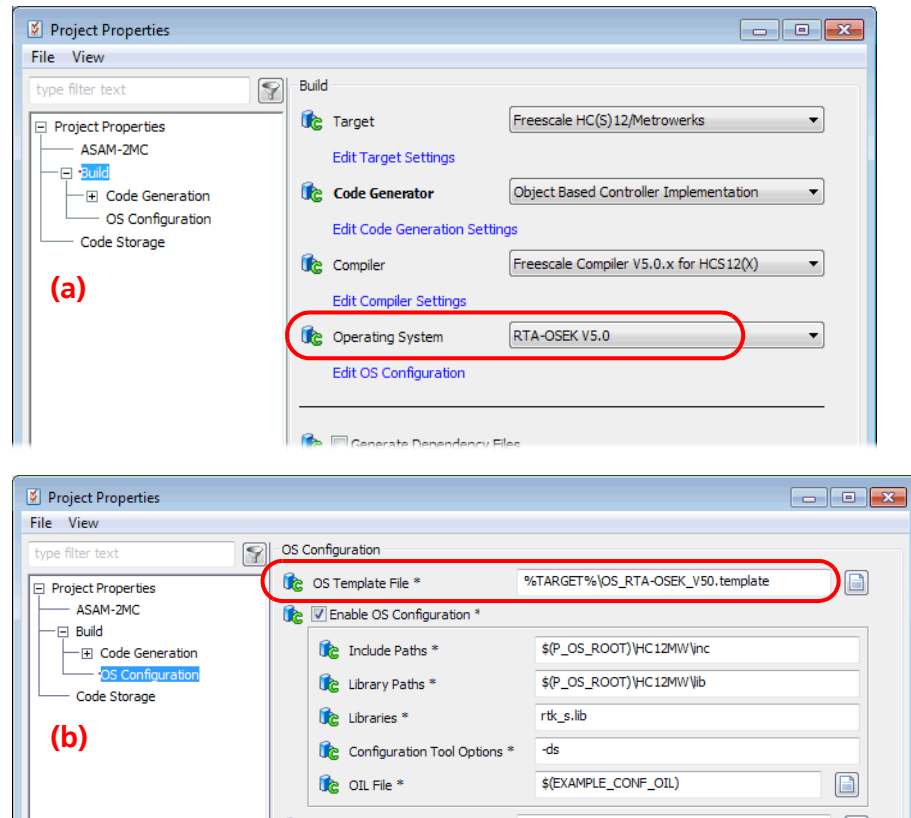 Project Properties
File View
type filter text
Project Properties
ASAM-2MC
Build
Code Generation
OS Configuration
Code Storage
(a)
Build
Target Freescale HC(S)12/Metrowerks
Edit Target Settings
Code Generator Object Based Controller Implementation
Edit Code Generation Settings
Compiler Freescale Compiler V5.0.x for HCS12(X)
Edit Compiler Settings
Operating System RTA-OSEK V5.0
Edit OS Configuration
Generate Dependency Files
Project Properties
File View
type filter text
Project Properties
ASAM-2MC
Build
Code Generation
OS Configuration
Code Storage
(b)
OS Configuration
OS Template File * %TARGET%\OS_RTA-OSEK_V50.template
Enable OS Configuration *
Include Paths * $(P_OS_ROOT)\HC12MW\inc
Library Paths * $(P_OS_ROOT)\HC12MW\lib
Libraries * rtk_s.lib
Configuration Tool Options * -ds
OIL File * $(EXAMPLE_CONF_OIL)